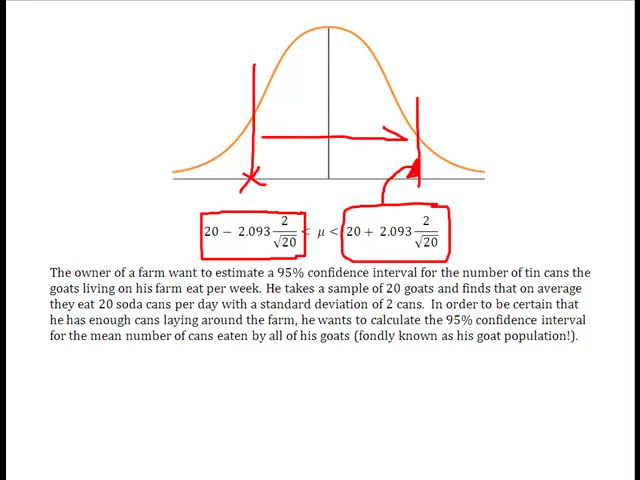 20 − 2.093 2/√20 < μ < 20 + 2.093 2/√20
The owner of a farm want to estimate a 95% confidence interval for the number of tin cans the
goats living on his farm eat per week. He takes a sample of 20 goats and finds that on average
they eat 20 soda cans per day with a standard deviation of 2 cans. In order to be certain that
he has enough cans laying around the farm, he wants to calculate the 95% confidence interval
for the mean number of cans eaten by all of his goats (fondly known as his goat population!).